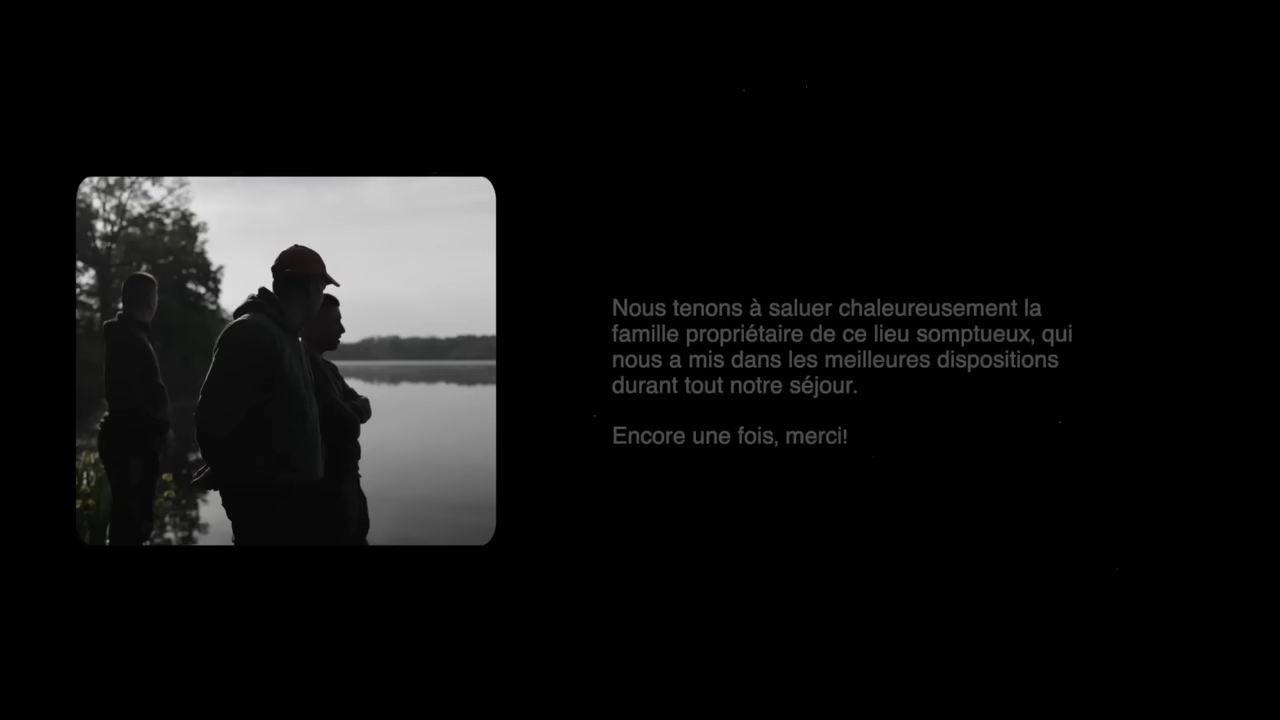 Nous tenons à saluer chaleureusement la
famille propriétaire de ce lieu somptueux, qui
nous a mis dans les meilleures dispositions
durant tout notre séjour.
Encore une fois, merci!